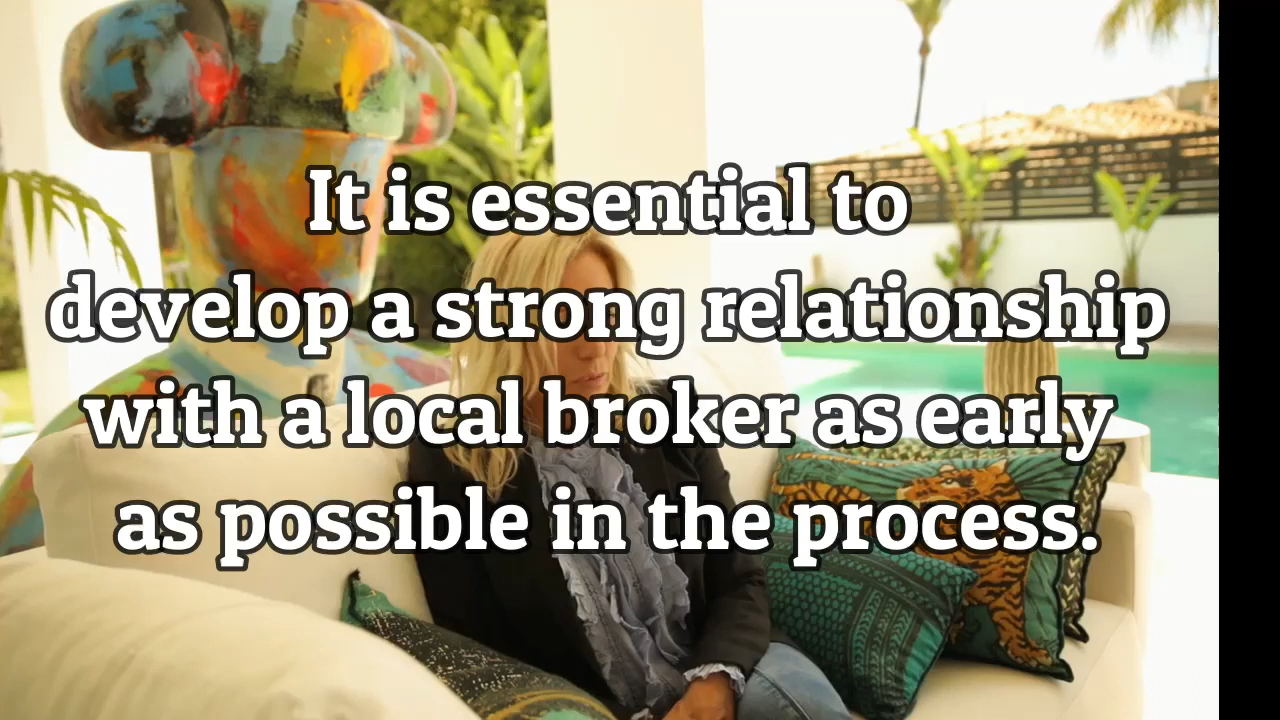 It is essential to
develop a strong relationship
with a local broker as early
as possible in the process.